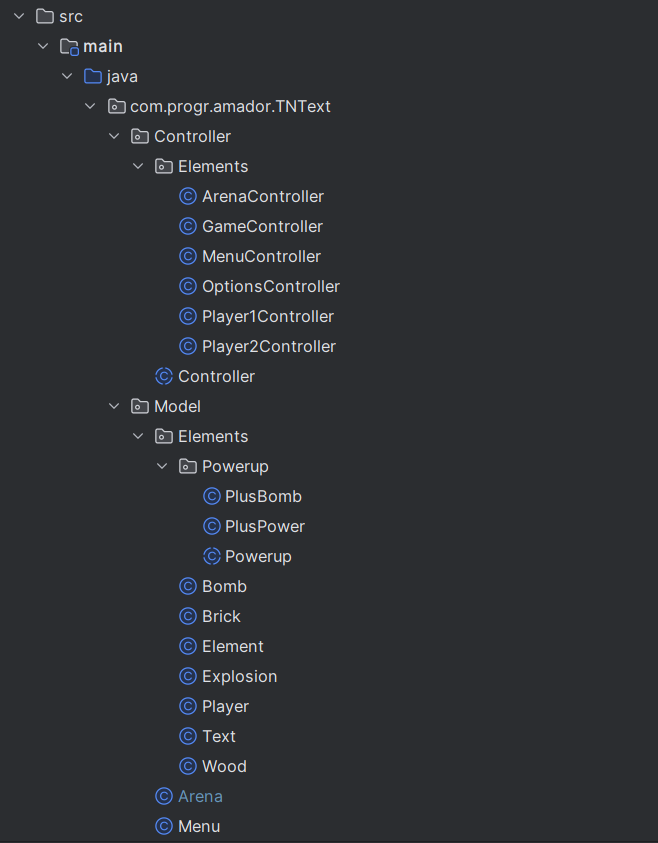 src
main
java
com.progr.amador.TNText
Controller
Elements
ArenaController
GameController
MenuController
OptionsController
Player1Controller
Player2Controller
Controller
Model
Elements
Powerup
PlusBomb
PlusPower
Powerup
Bomb
Brick
Element
Explosion
Player
Text
Wood
Arena
Menu